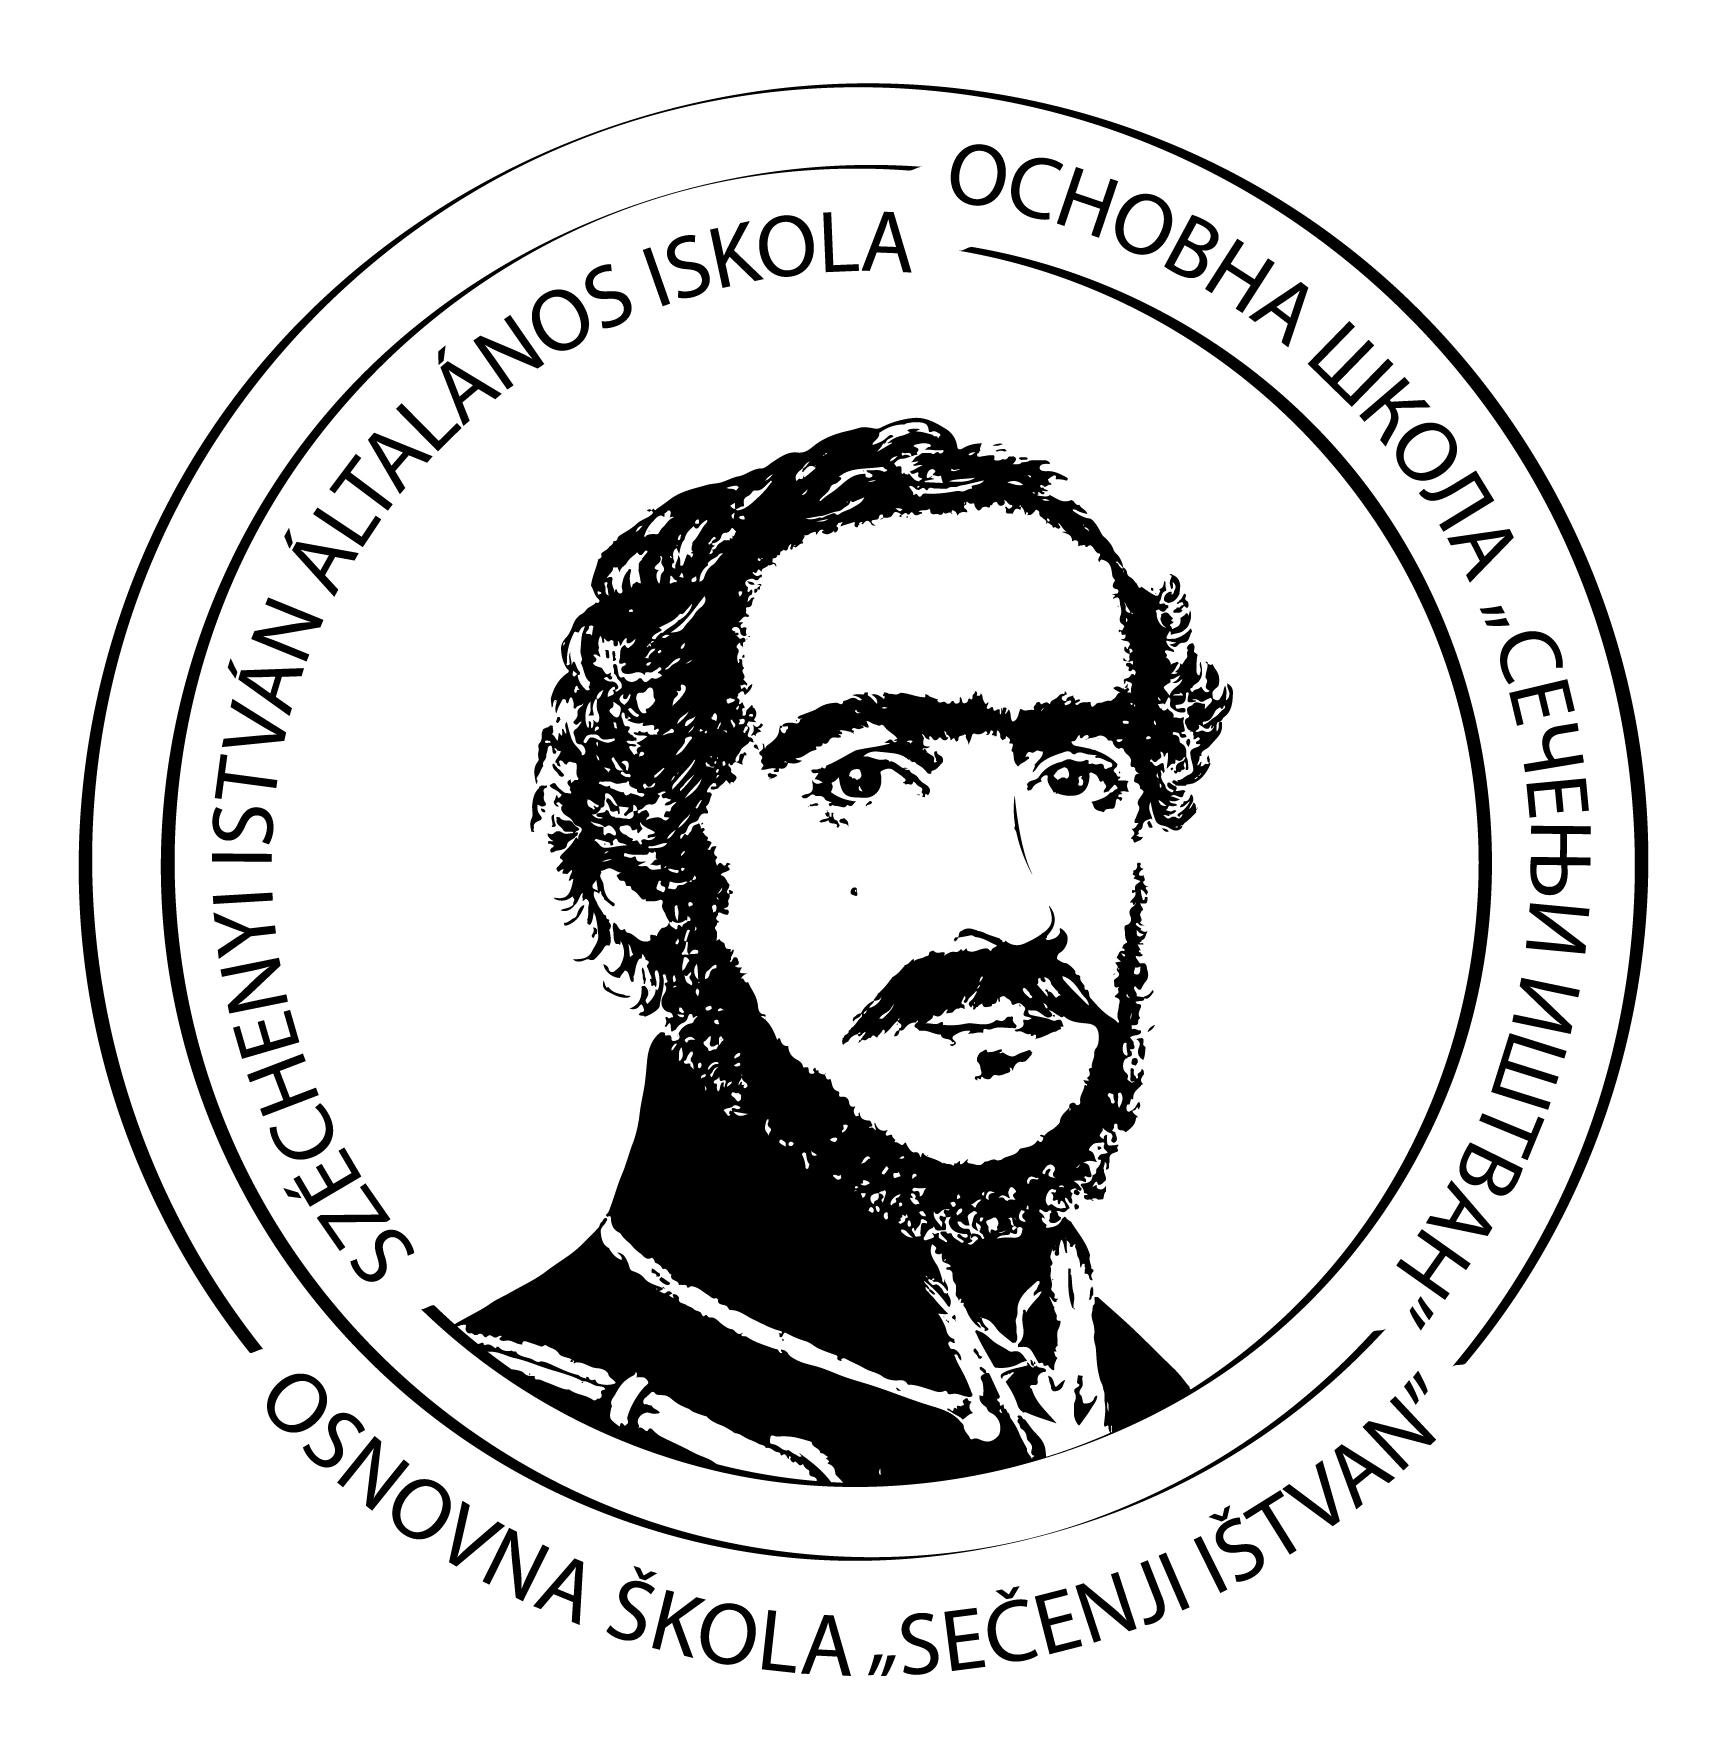 SZÉCHENYI ISTVÁN ÁLTALÁNOS ISKOLA
ОСНОВНА ШКОЛА „СЕЧЕЊИ ИШТВАН”
OSNOVNA ŠKOLA „SEČENJI IŠTVAN”